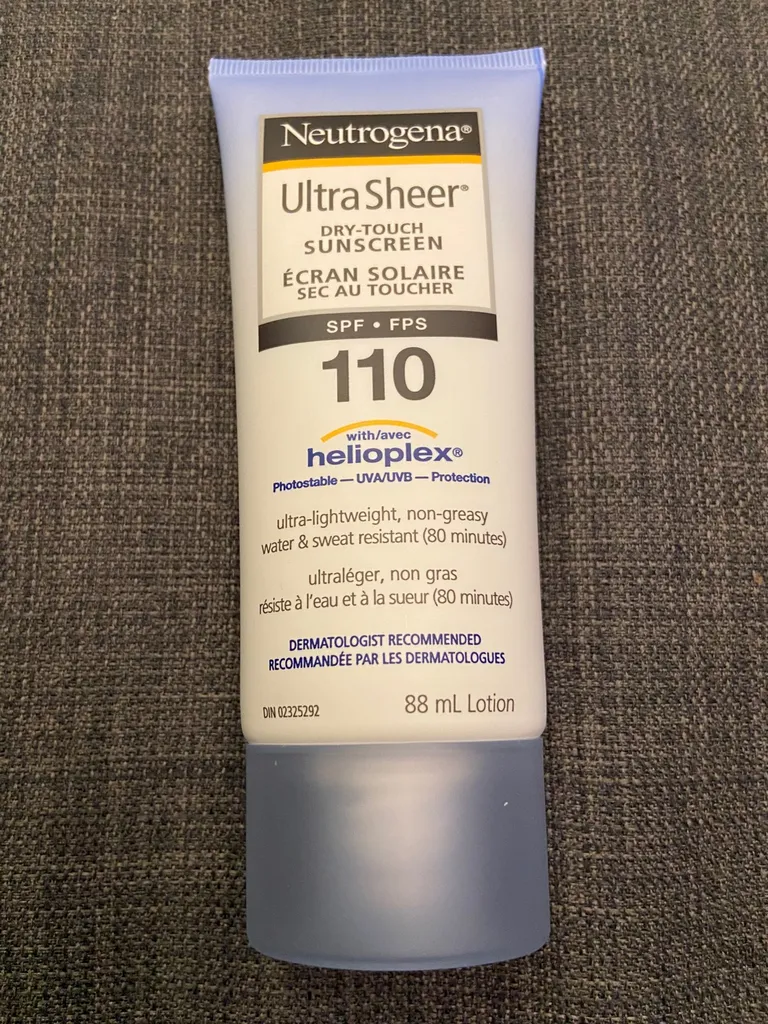 Neutrogena®
Ultra Sheer®
DRY-TOUCH
SUNSCREEN
ÉCRAN SOLAIRE
SEC AU TOUCHER
SPF • FPS
110
with/avec
helioplex®
Photostable — UVA/UVB — Protection
ultra-lightweight, non-greasy
water & sweat resistant (80 minutes)
ultraléger, non gras
résiste à l'eau et à la sueur (80 minutes)
DERMATOLOGIST RECOMMENDED
RECOMMANDÉE PAR LES DERMATOLOGUES
DIN 02325292 88 mL Lotion